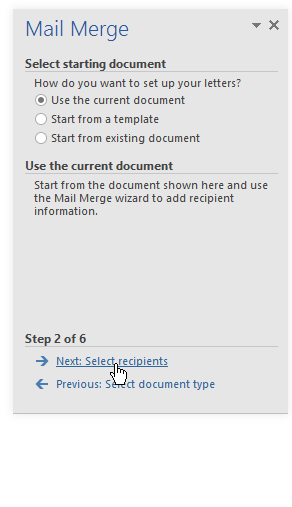 Mail Merge
Select starting document
How do you want to set up your letters?
Use the current document
Start from a template
Start from existing document
Use the current document
Start from the document shown here and use
the Mail Merge wizard to add recipient
information.
Step 2 of 6
Next: Select recipients
Previous: Select document type